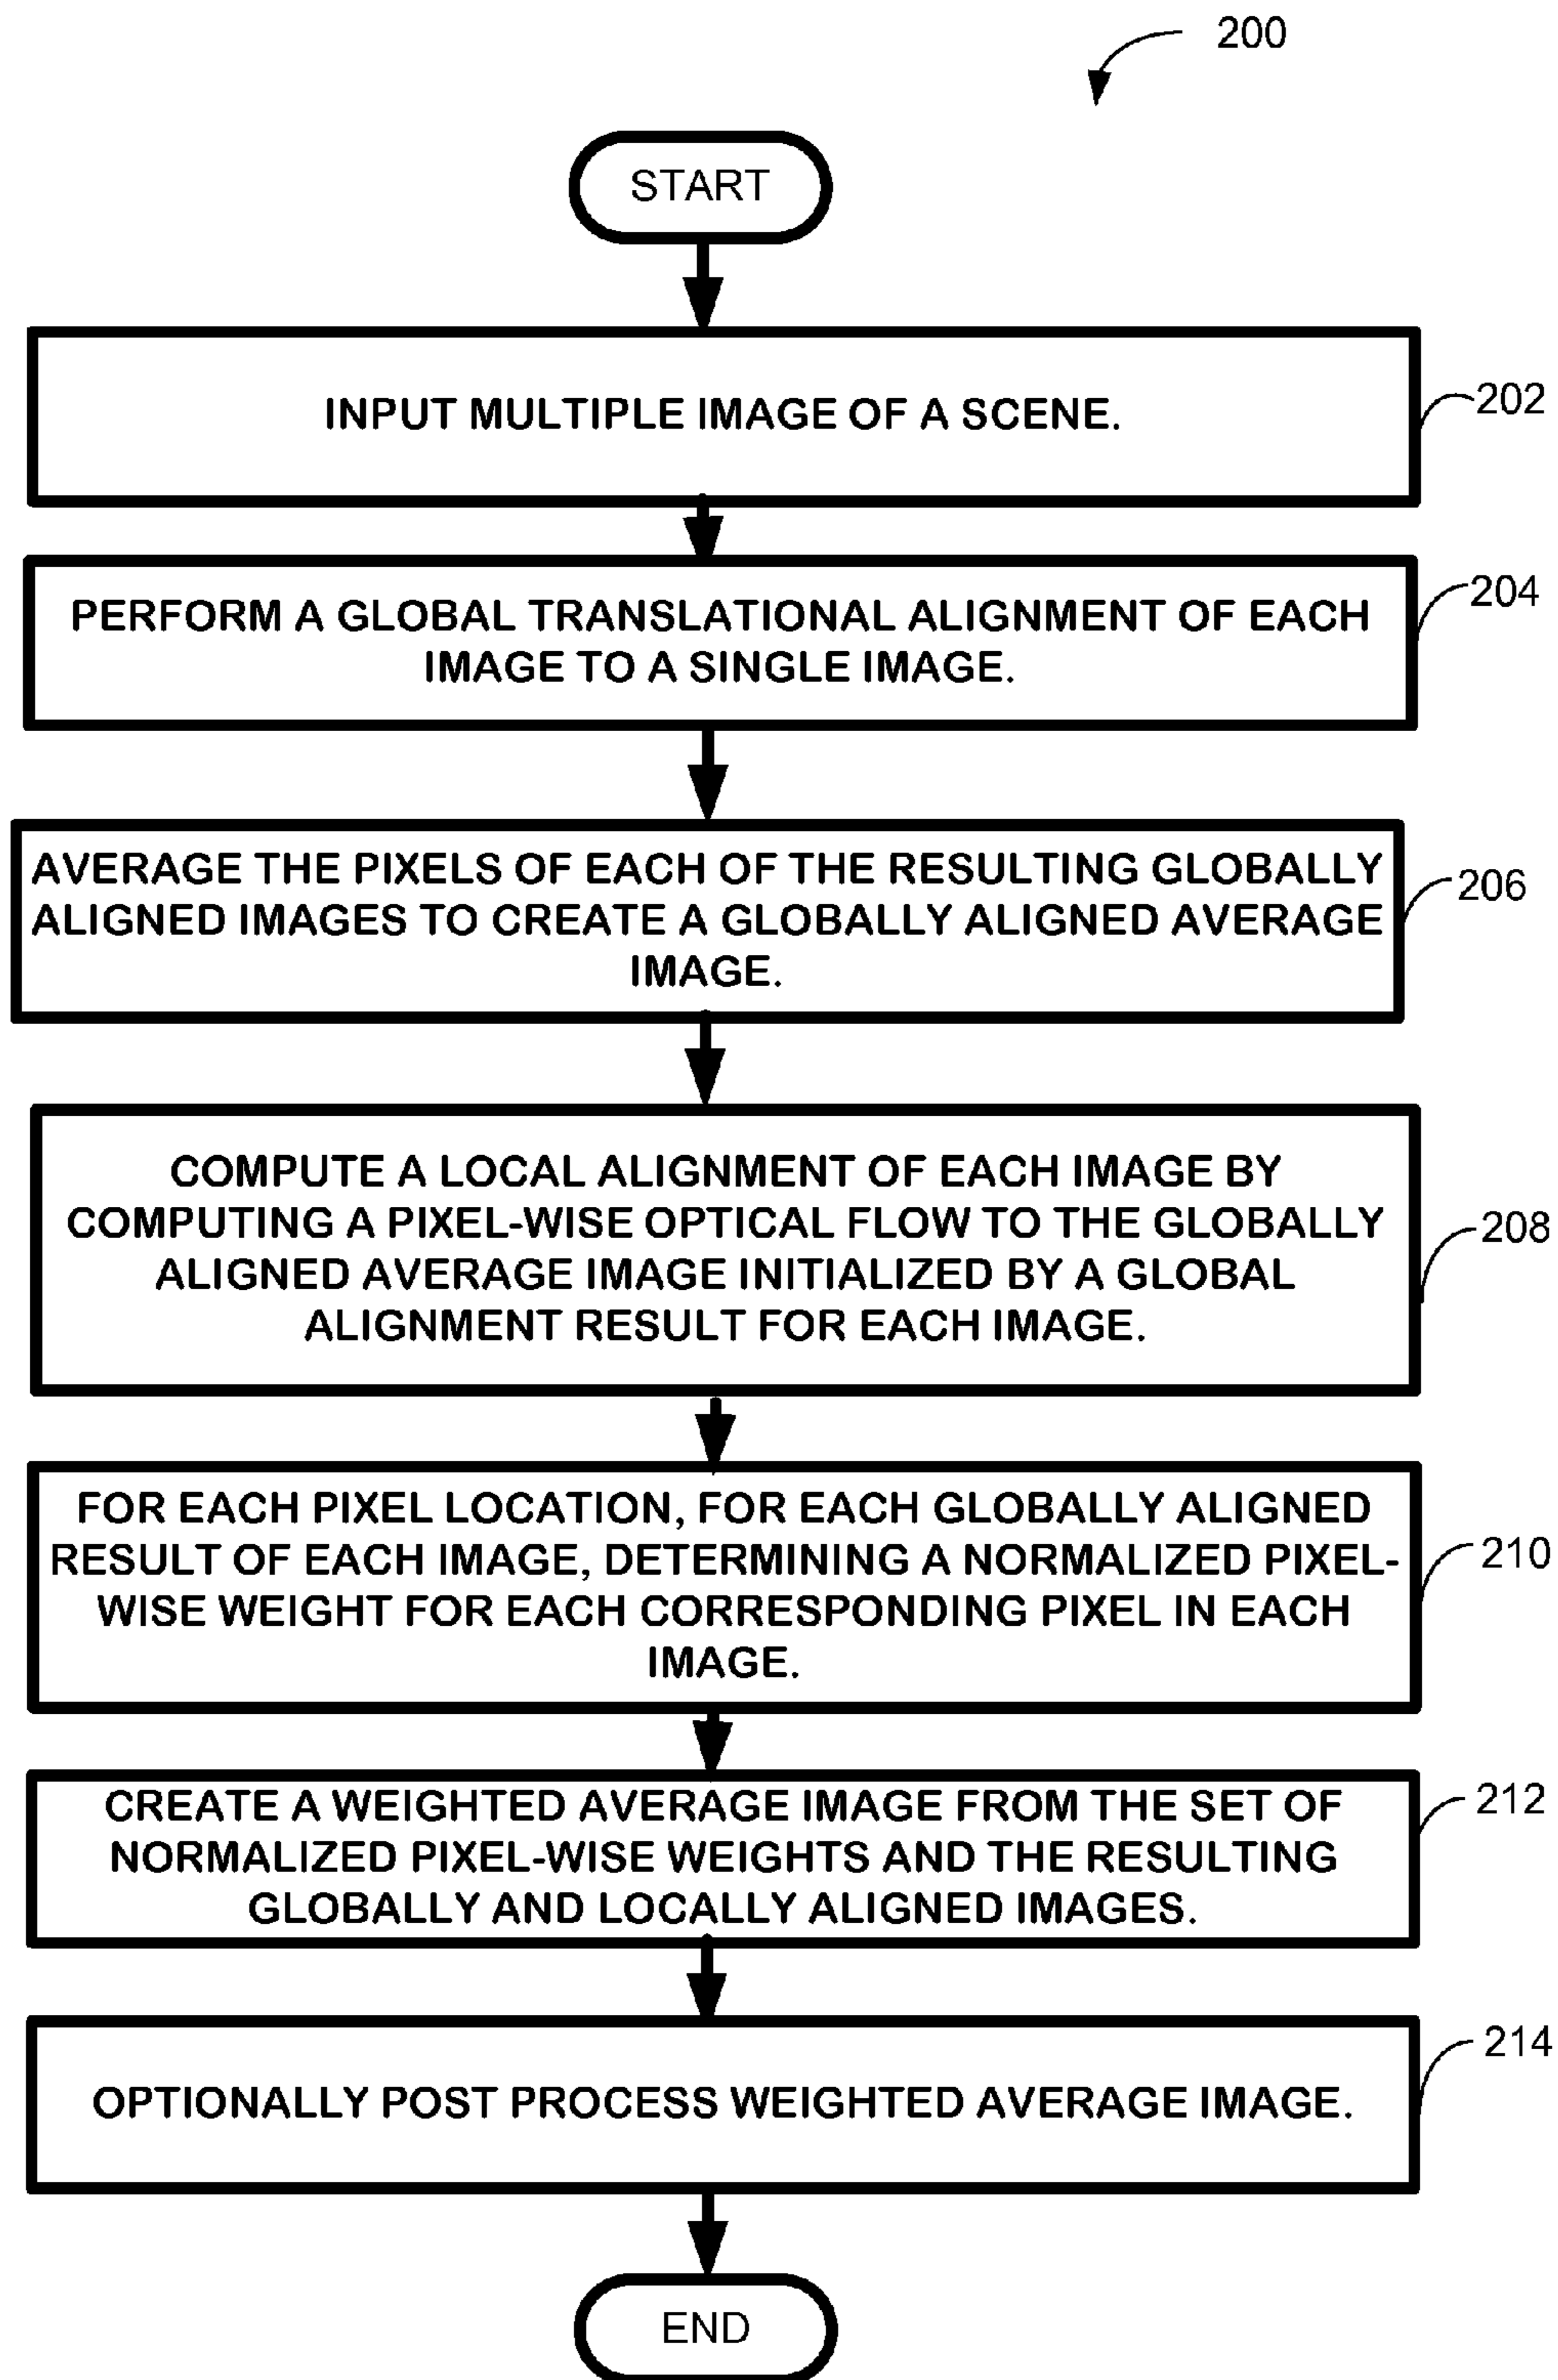 200
START
INPUT MULTIPLE IMAGE OF A SCENE.
202
PERFORM A GLOBAL TRANSLATIONAL ALIGNMENT OF EACH
IMAGE TO A SINGLE IMAGE.
204
AVERAGE THE PIXELS OF EACH OF THE RESULTING GLOBALLY
ALIGNED IMAGES TO CREATE A GLOBALLY ALIGNED AVERAGE
IMAGE.
206
COMPUTE A LOCAL ALIGNMENT OF EACH IMAGE BY
COMPUTING A PIXEL-WISE OPTICAL FLOW TO THE GLOBALLY
ALIGNED AVERAGE IMAGE INITIALIZED BY A GLOBAL
ALIGNMENT RESULT FOR EACH IMAGE.
208
FOR EACH PIXEL LOCATION, FOR EACH GLOBALLY ALIGNED
RESULT OF EACH IMAGE, DETERMINING A NORMALIZED PIXEL-
WISE WEIGHT FOR EACH CORRESPONDING PIXEL IN EACH
IMAGE.
210
CREATE A WEIGHTED AVERAGE IMAGE FROM THE SET OF
NORMALIZED PIXEL-WISE WEIGHTS AND THE RESULTING
GLOBALLY AND LOCALLY ALIGNED IMAGES.
212
OPTIONALLY POST PROCESS WEIGHTED AVERAGE IMAGE.
214
END